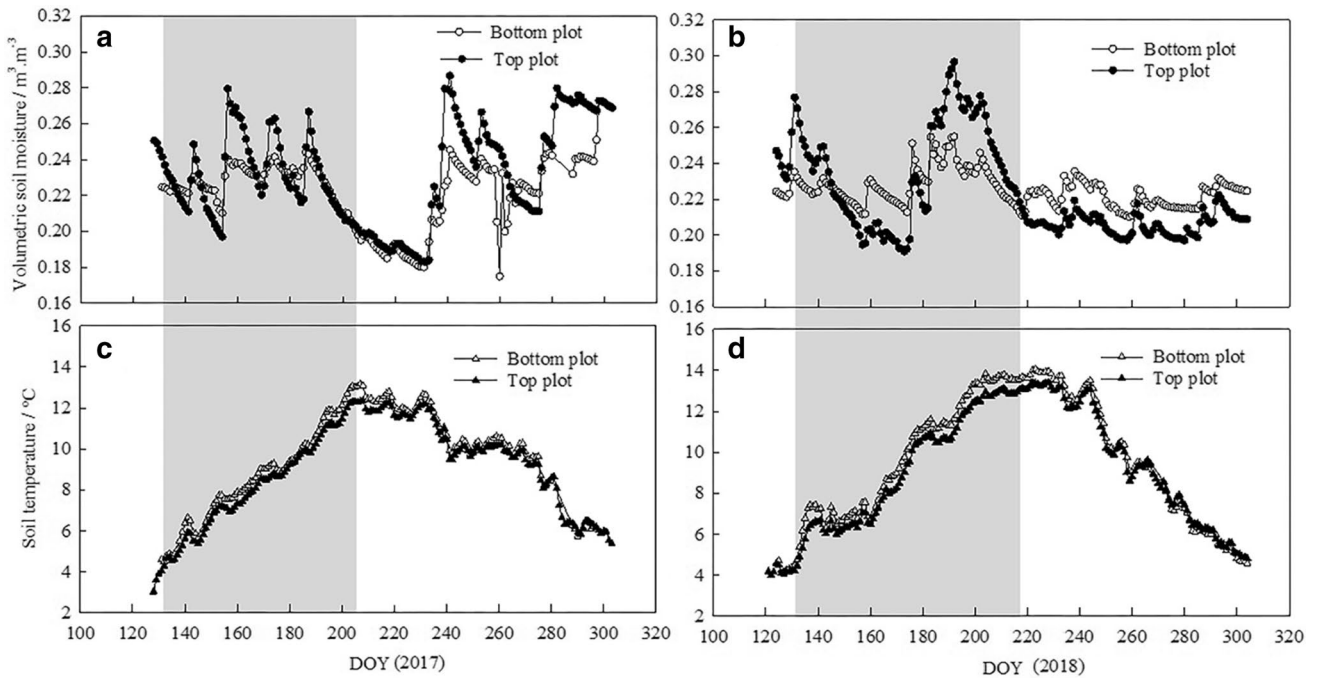 0.32
0.30
0.28
0.26
0.24
0.22
0.20
0.18
0.16
Volumetric soil moisture / m³.m⁻³
a
Bottom plot
Top plot
0.32
0.30
0.28
0.26
0.24
0.22
0.20
0.18
0.16
b
Bottom plot
Top plot
16
14
12
10
8
6
4
2
Soil temperature / °C
c
Bottom plot
Top plot
100 120 140 160 180 200 220 240 260 280 300 320
DOY (2017)
16
14
12
10
8
6
4
2
d
Bottom plot
Top plot
100 120 140 160 180 200 220 240 260 280 300 320
DOY (2018)